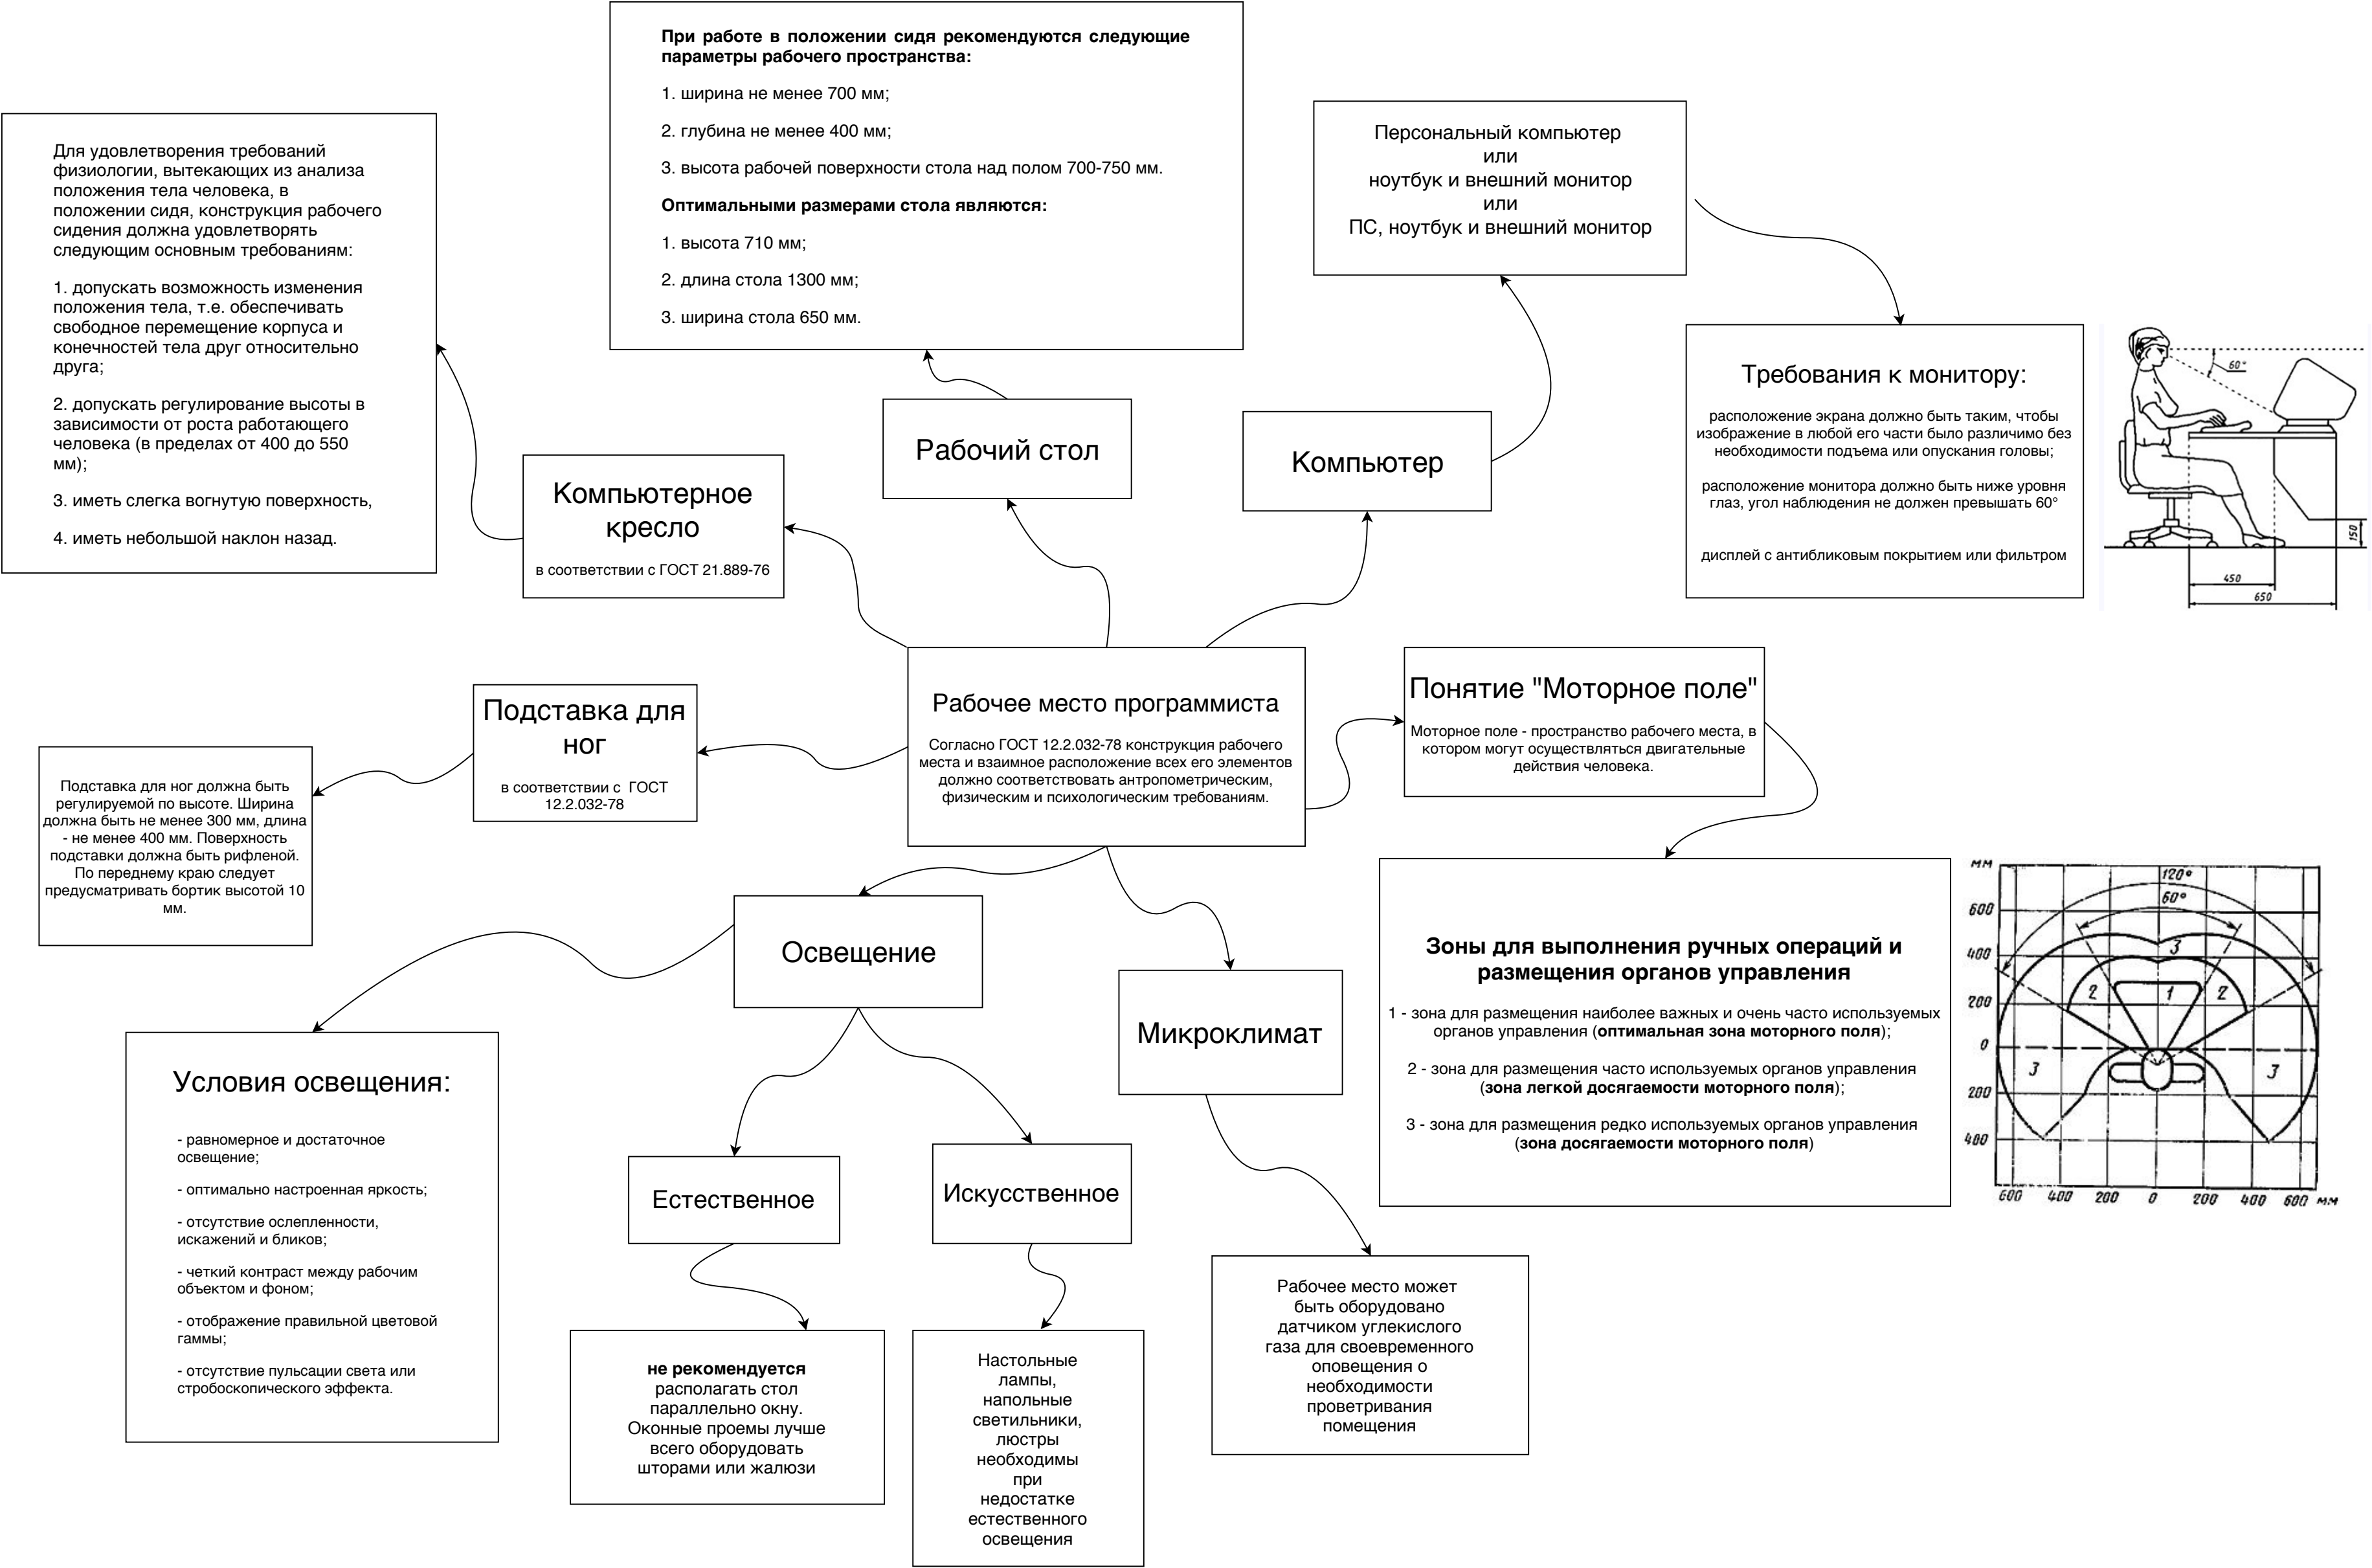 При работе в положении сидя рекомендуются следующие
параметры рабочего пространства:
1. ширина не менее 700 мм;
2. глубина не менее 400 мм;
3. высота рабочей поверхности стола над полом 700-750 мм.
Оптимальными размерами стола являются:
1. высота 710 мм;
2. длина стола 1300 мм;
3. ширина стола 650 мм.
Персональный компьютер
или
ноутбук и внешний монитор
или
ПС, ноутбук и внешний монитор
Для удовлетворения требований
физиологии, вытекающих из анализа
положения тела человека, в
положении сидя, конструкция рабочего
сидения должна удовлетворять
следующим основным требованиям:
1. допускать возможность изменения
положения тела, т.е. обеспечивать
свободное перемещение корпуса и
конечностей тела друг относительно
друга;
2. допускать регулирование высоты в
зависимости от роста работающего
человека (в пределах от 400 до 550
мм);
3. иметь слегка вогнутую поверхность,
4. иметь небольшой наклон назад.
Требования к монитору:
расположение экрана должно быть таким, чтобы
изображение в любой его части было различимо без
необходимости подъема или опускания головы;
расположение монитора должно быть ниже уровня
глаз, угол наблюдения не должен превышать 60°
дисплей с антибликовым покрытием или фильтром
60°
150
450
650
Рабочий стол
Компьютер
Компьютерное
кресло
в соответствии с ГОСТ 21.889-76
Рабочее место программиста
Согласно ГОСТ 12.2.032-78 конструкция рабочего
места и взаимное расположение всех его элементов
должно соответствовать антропометрическим,
физическим и психологическим требованиям.
Понятие "Моторное поле"
Моторное поле - пространство рабочего места, в
котором могут осуществляться двигательные
действия человека.
Подставка для
ног
в соответствии с ГОСТ
12.2.032-78
Подставка для ног должна быть
регулируемой по высоте. Ширина
должна быть не менее 300 мм, длина
- не менее 400 мм. Поверхность
подставки должна быть рифленой.
По переднему краю следует
предусматривать бортик высотой 10
мм.
Освещение
Микроклимат
Зоны для выполнения ручных операций и
размещения органов управления
1 - зона для размещения наиболее важных и очень часто используемых
органов управления (оптимальная зона моторного поля);
2 - зона для размещения часто используемых органов управления
(зона легкой досягаемости моторного поля);
3 - зона для размещения редко используемых органов управления
(зона досягаемости моторного поля)
мм
120°
60°
600
400
3
200
2
1
2
0
3
3
200
400
600 400 200 0 200 400 600 мм
Условия освещения:
- равномерное и достаточное
освещение;
- оптимально настроенная яркость;
- отсутствие ослепленности,
искажений и бликов;
- четкий контраст между рабочим
объектом и фоном;
- отображение правильной цветовой
гаммы;
- отсутствие пульсации света или
стробоскопического эффекта.
Естественное
Искусственное
не рекомендуется
располагать стол
параллельно окну.
Оконные проемы лучше
всего оборудовать
шторами или жалюзи
Настольные
лампы,
напольные
светильники,
люстры
необходимы
при
недостатке
естественного
освещения
Рабочее место может
быть оборудовано
датчиком углекислого
газа для своевременного
оповещения о
необходимости
проветривания
помещения